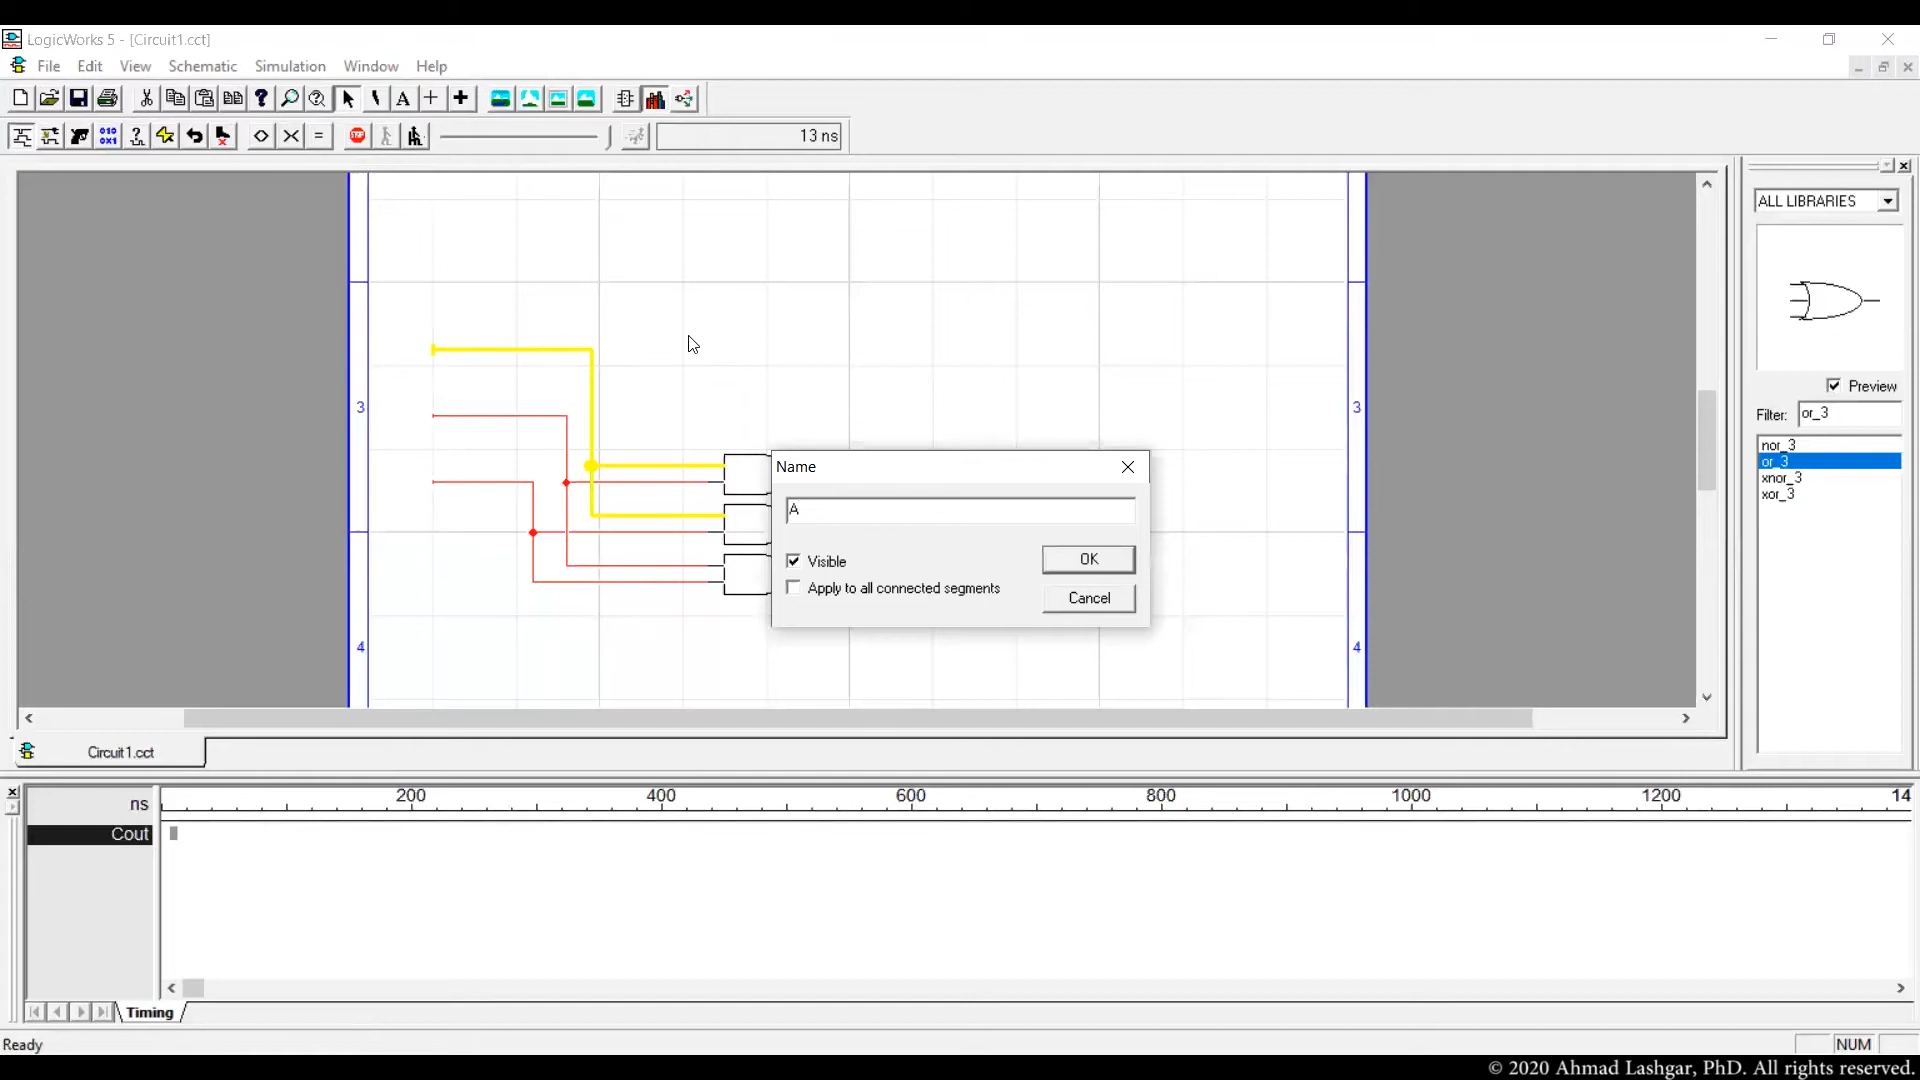 LogicWorks 5 - [Circuit1.cct]
File Edit View Schematic Simulation Window Help
13 ns
ALL LIBRARIES
Preview
Filter: or_3
nor_3
or_3
xnor_3
xor_3
3
3
4
4
Name
A
Visible
Apply to all connected segments
OK
Cancel
Circuit1.cct
ns
200 400 600 800 1000 1200 14
Cout
Timing
Ready
NUM
© 2020 Ahmad Lashgar, PhD. All rights reserved.